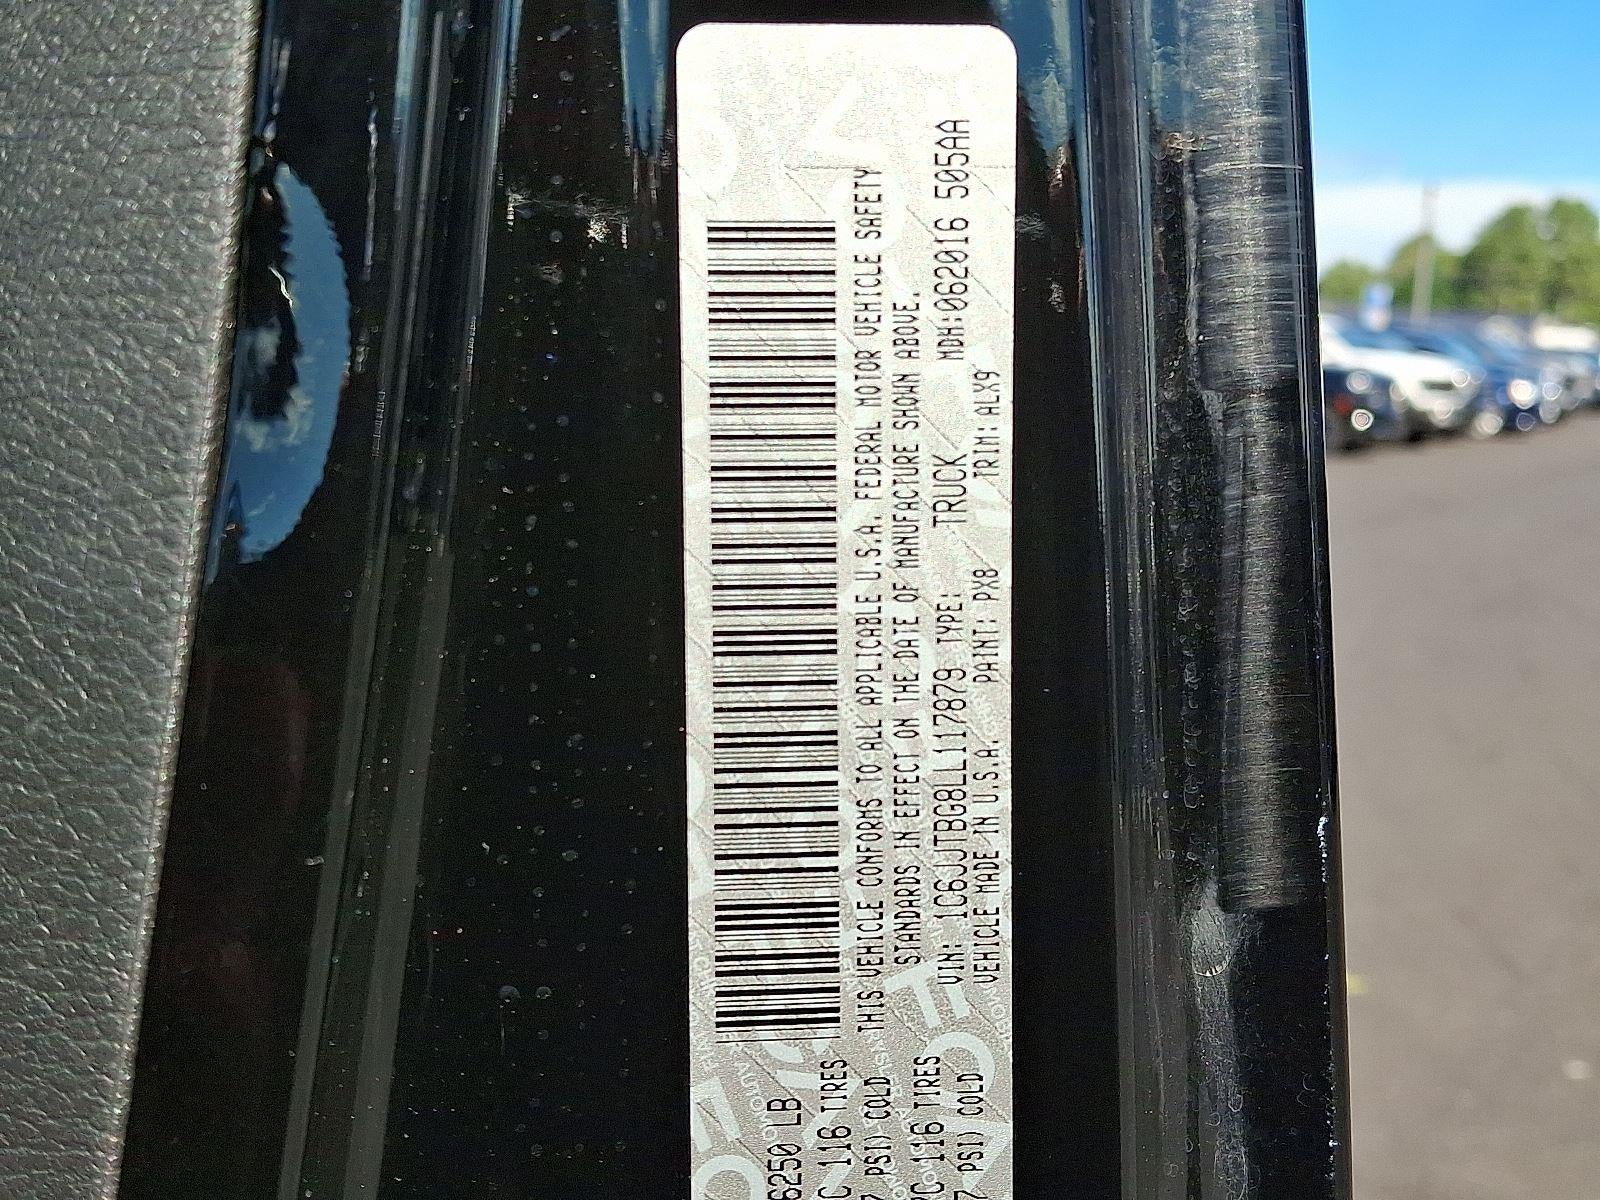 6250 LB
C 116 TIRES
7 PSI) COLD
THIS VEHICLE CONFORMS TO ALL APPLICABLE U.S.A. FEDERAL MOTOR VEHICLE SAFETY
STANDARDS IN EFFECT ON THE DATE OF MANUFACTURE SHOWN ABOVE.
RC 116 TIRES
7 PSI) COLD
VIN: 1C6JJTBG8LL117879 TYPE: TRUCK MDH:062016 505AA
VEHICLE MADE IN U.S.A. PAINT: PX8 TRIM: ALX9